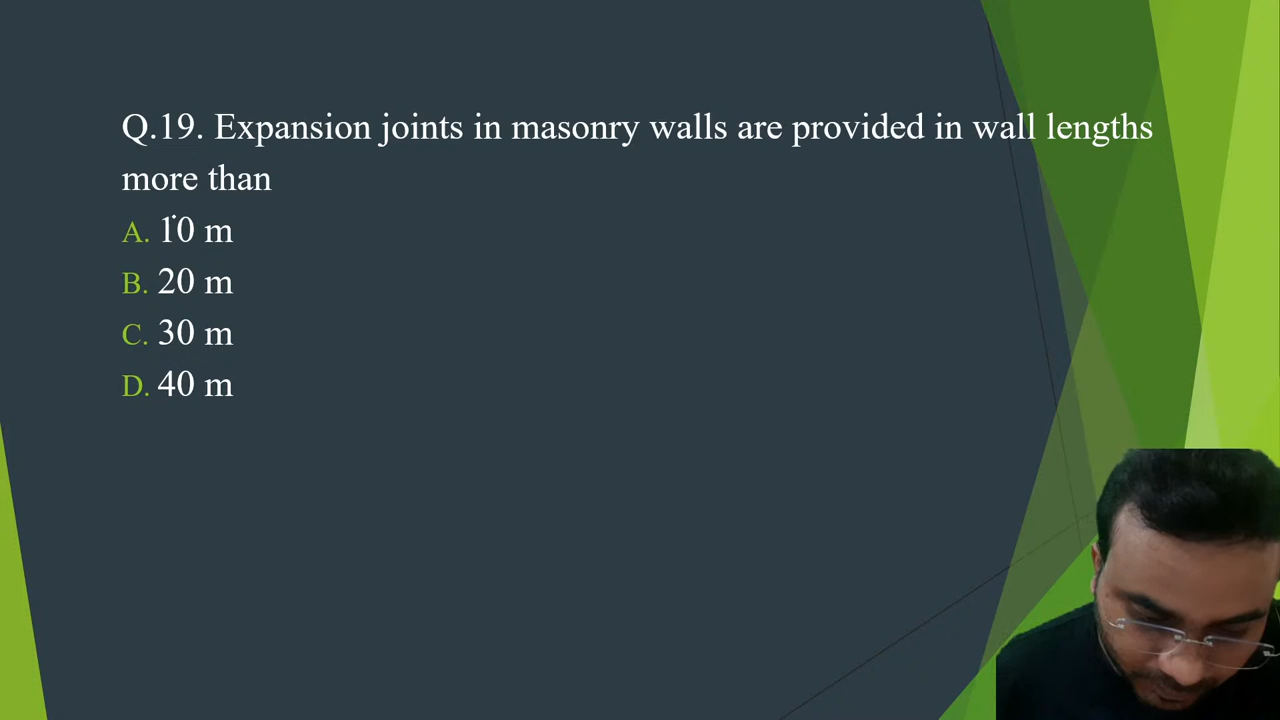 Q.19. Expansion joints in masonry walls are provided in wall lengths
more than
A. 10 m
B. 20 m
C. 30 m
D. 40 m